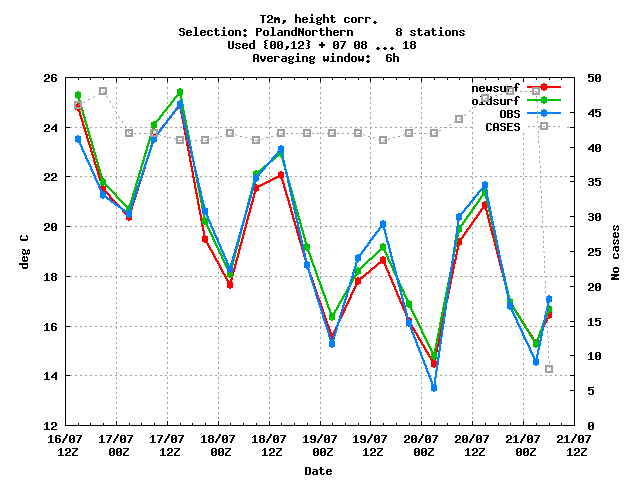 T2m, height corr.
Selection: PolandNorthern 8 stations
Used {00,12} + 07 08 ... 18
Averaging window: 6h
newsurf
oldsurf
OBS
CASES
26
24
22
20
18
16
14
12
deg C
50
45
40
35
30
25
20
15
10
5
0
No cases
16/07 17/07 17/07 18/07 18/07 19/07 19/07 20/07 20/07 21/07 21/07
12Z 00Z 12Z 00Z 12Z 00Z 12Z 00Z 12Z 00Z 12Z
Date